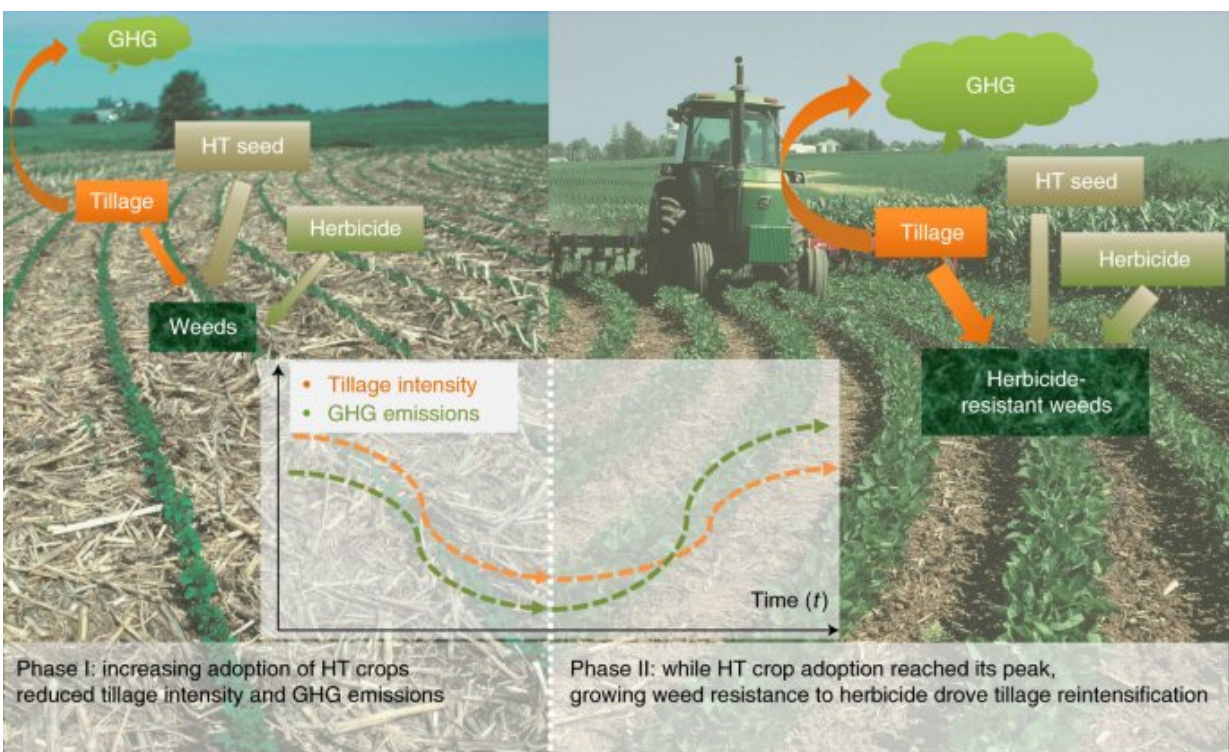 GHG
HT seed
Tillage
Herbicide
Weeds
GHG
HT seed
Tillage
Herbicide
Herbicide-
resistant weeds
• Tillage intensity
• GHG emissions
Time (t)
Phase I: increasing adoption of HT crops
reduced tillage intensity and GHG emissions
Phase II: while HT crop adoption reached its peak,
growing weed resistance to herbicide drove tillage reintensification